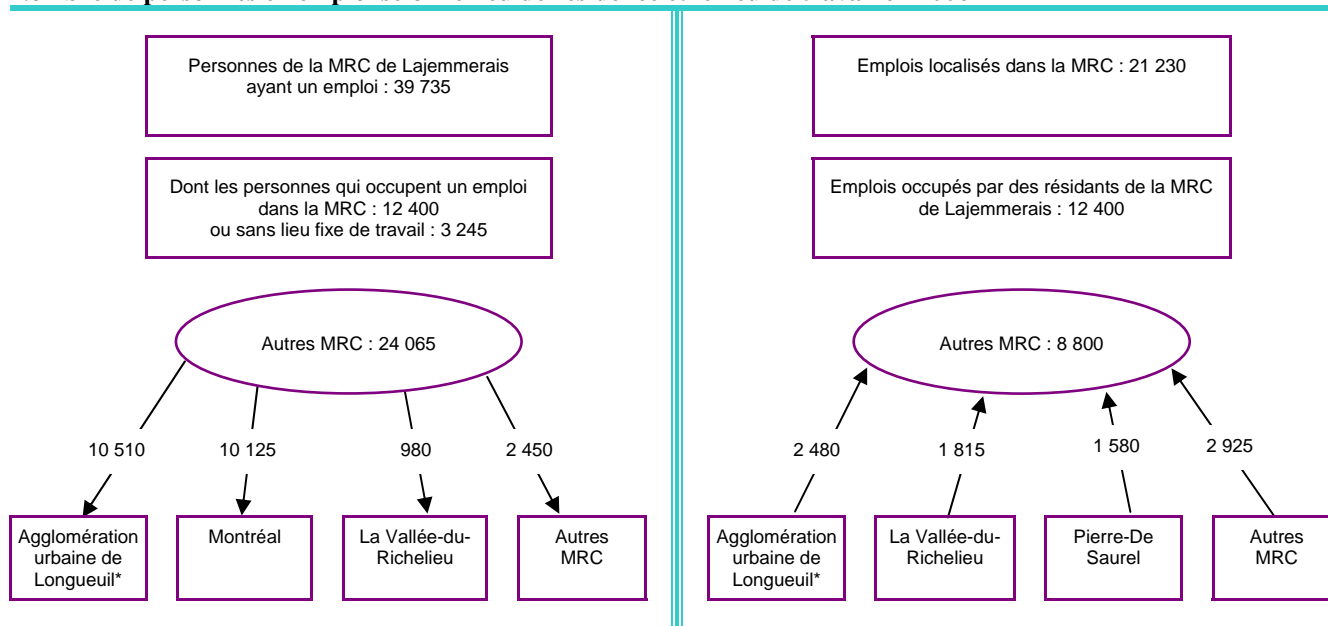 Personnes de la MRC de Lajemmerais
ayant un emploi : 39 735
Dont les personnes qui occupent un emploi
dans la MRC : 12 400
ou sans lieu fixe de travail : 3 245
Autres MRC : 24 065
10 510
10 125
980
2 450
Agglomération
urbaine de
Longueuil*
Montréal
La Vallée-du-
Richelieu
Autres
MRC
Emplois localisés dans la MRC : 21 230
Emplois occupés par des résidants de la MRC
de Lajemmerais : 12 400
Autres MRC : 8 800
2 480
1 815
1 580
2 925
Agglomération
urbaine de
Longueuil*
La Vallée-du-
Richelieu
Pierre-De
Saurel
Autres
MRC